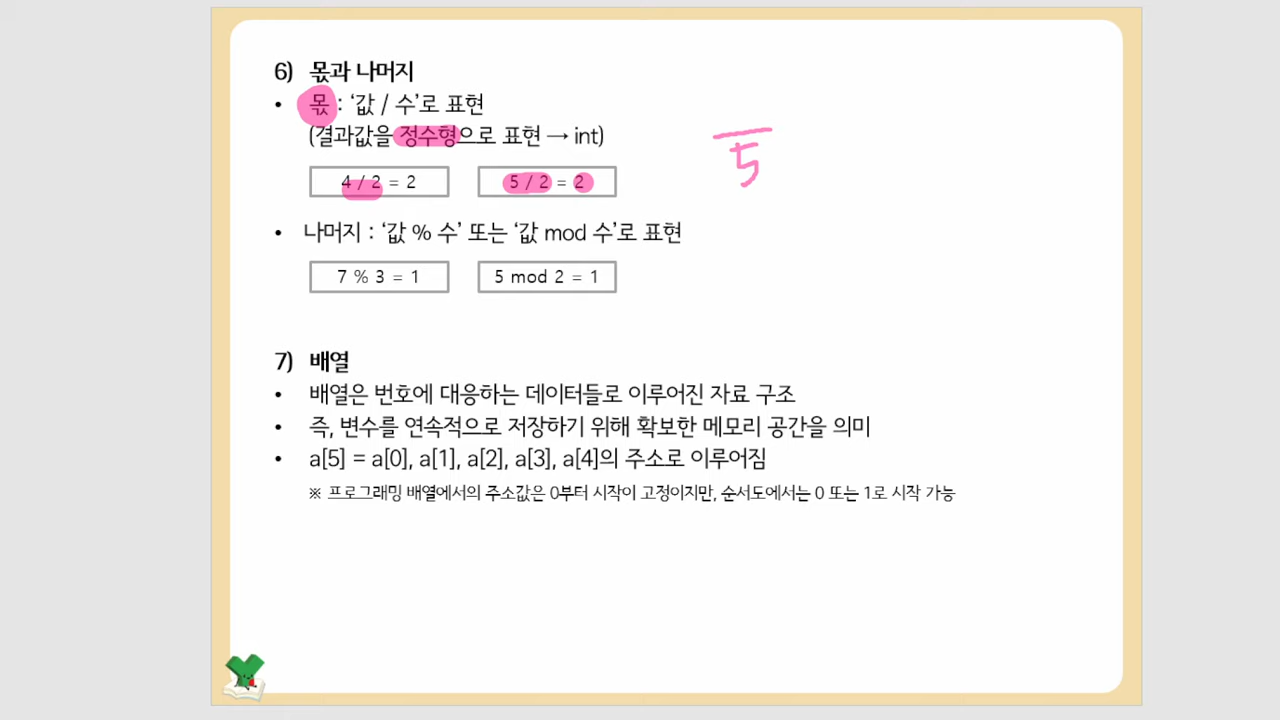 6) 몫과 나머지
• 몫 : ‘값 / 수’로 표현
(결과값을 정수형으로 표현 → int)
4 / 2 = 2
5 / 2 = 2
5
• 나머지 : ‘값 % 수’ 또는 ‘값 mod 수’로 표현
7 % 3 = 1
5 mod 2 = 1
7) 배열
• 배열은 번호에 대응하는 데이터들로 이루어진 자료 구조
• 즉, 변수를 연속적으로 저장하기 위해 확보한 메모리 공간을 의미
• a[5] = a[0], a[1], a[2], a[3], a[4]의 주소로 이루어짐
※ 프로그래밍 배열에서의 주소값은 0부터 시작이 고정이지만, 순서도에서는 0 또는 1로 시작 가능